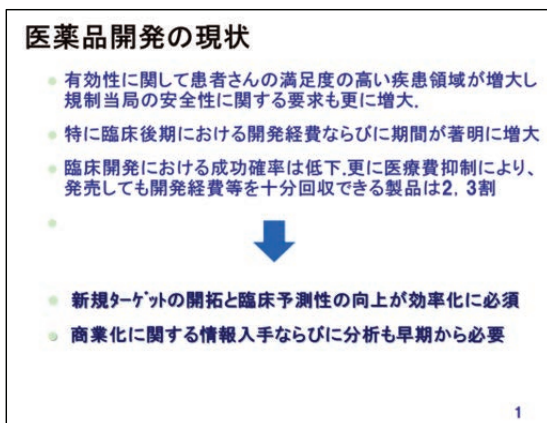 医薬品開発の現状
有効性に関して患者さんの満足度の高い疾患領域が増大し
規制当局の安全性に関する要求も更に増大.
特に臨床後期における開発経費ならびに期間が著明に増大
臨床開発における成功確率は低下.更に医療費抑制により、
発売しても開発経費等を十分回収できる製品は2, 3割
新規ﾀｰｹﾞｯﾄの開拓と臨床予測性の向上が効率化に必須
商業化に関する情報入手ならびに分析も早期から必要
1